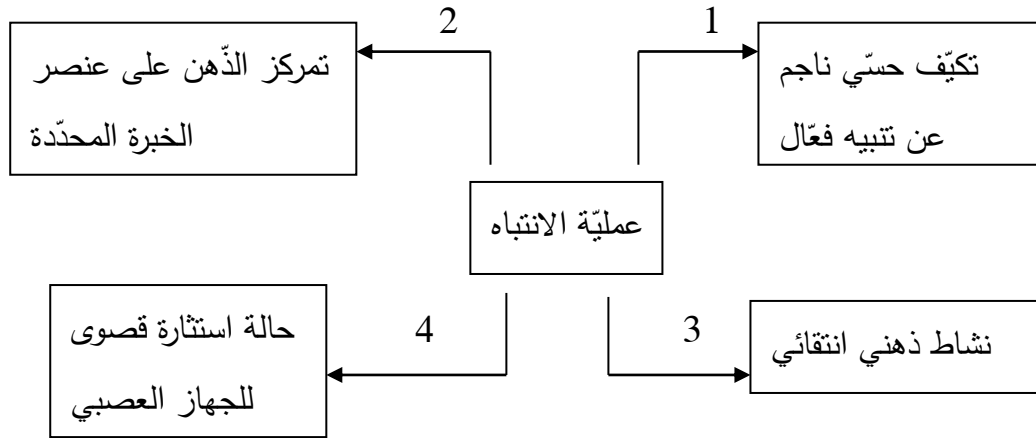 1
تكيّف حسّي ناجم
عن تنبيه فعّال
2
تمركز الذّهن على عنصر
الخبرة المحدّدة
عمليّة الانتباه
3
نشاط ذهني انتقائي
4
حالة استثارة قصوى
للجهاز العصبي